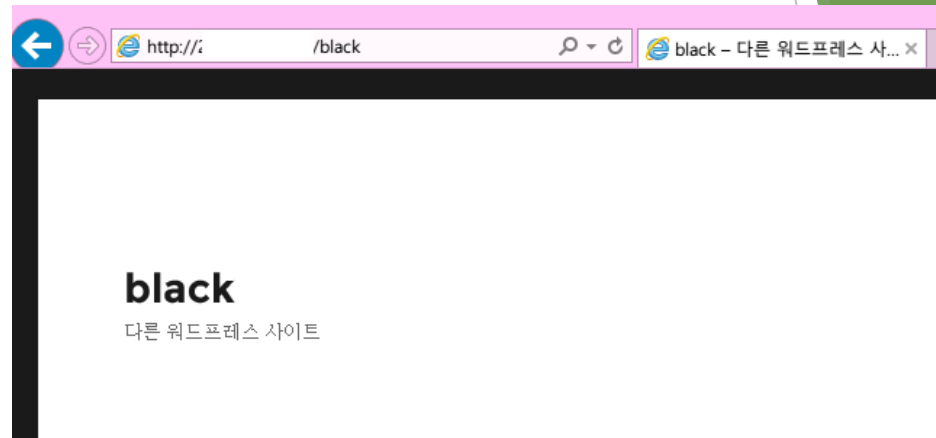 http://2 /black
black – 다른 워드프레스 사...
black
다른 워드프레스 사이트